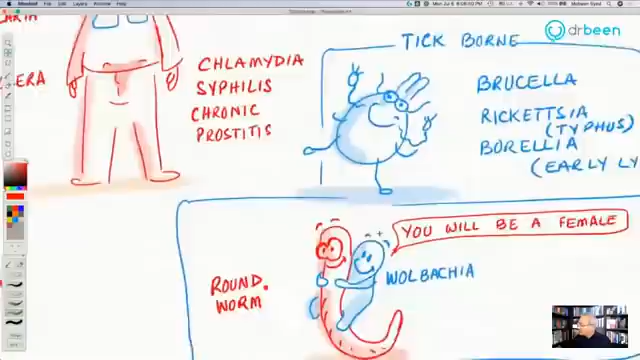 drbeen
TICK BORNE
CHLAMYDIA
SYPHILIS
CHRONIC
PROSTITIS
BRUCELLA
RICKETTSIA
(TYPHUS)
BORELLIA
(EARLY LY
YOU WILL BE A FEMALE
WOLBACHIA
ROUND.
WORM